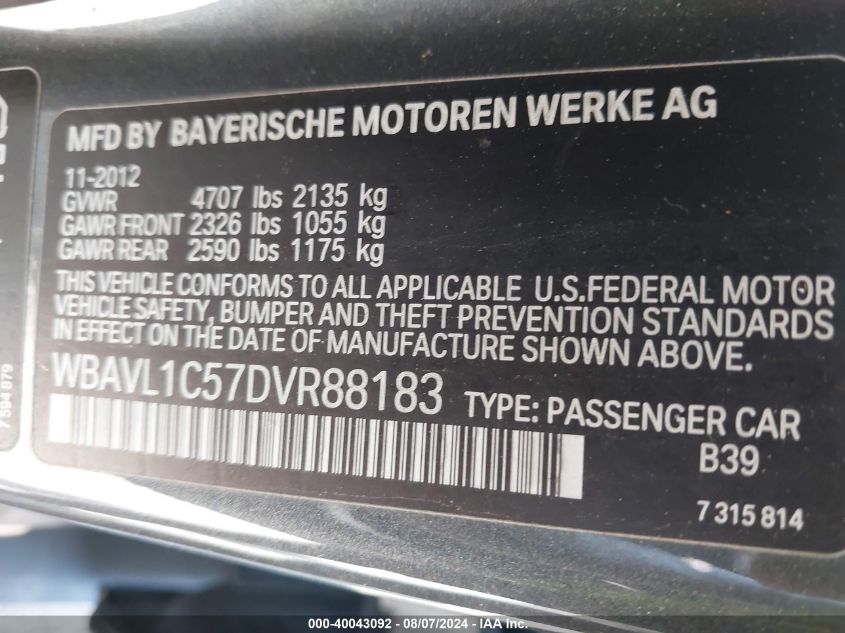 MFD BY BAYERISCHE MOTOREN WERKE AG
11-2012
GVWR 4707 lbs 2135 kg
GAWR FRONT 2326 lbs 1055 kg
GAWR REAR 2590 lbs 1175 kg
THIS VEHICLE CONFORMS TO ALL APPLICABLE U.S.FEDERAL MOTOR
VEHICLE SAFETY, BUMPER AND THEFT PREVENTION STANDARDS
IN EFFECT ON THE DATE OF MANUFACTURE SHOWN ABOVE.
WBAVL1C57DVR88183 TYPE: PASSENGER CAR
B39
7 315 814
7 594 879
000-40043092 - 08/07/2024 - IAA Inc.